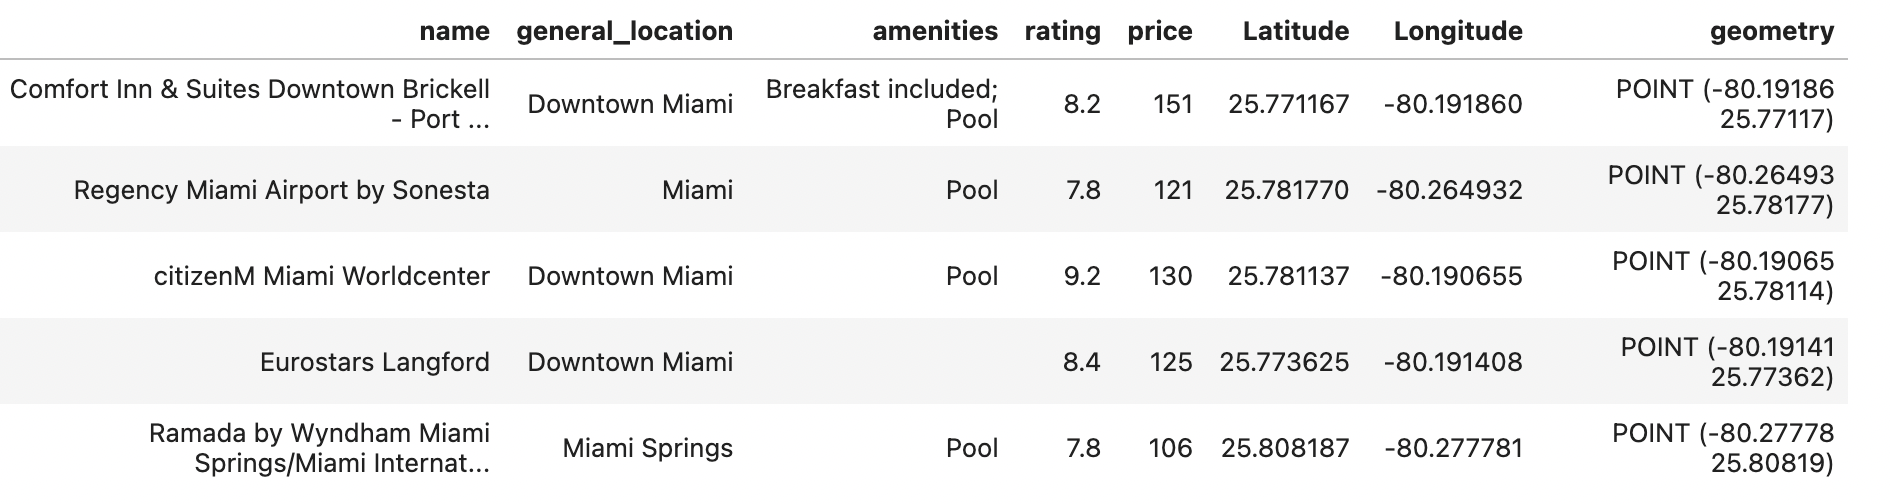 name general_location amenities rating price Latitude Longitude geometry
Comfort Inn & Suites Downtown Brickell - Port ... Downtown Miami Breakfast included; Pool 8.2 151 25.771167 -80.191860 POINT (-80.19186 25.77117)
Regency Miami Airport by Sonesta Miami Pool 7.8 121 25.781770 -80.264932 POINT (-80.26493 25.78177)
citizenM Miami Worldcenter Downtown Miami Pool 9.2 130 25.781137 -80.190655 POINT (-80.19065 25.78114)
Eurostars Langford Downtown Miami 8.4 125 25.773625 -80.191408 POINT (-80.19141 25.77362)
Ramada by Wyndham Miami Springs/Miami Internat... Miami Springs Pool 7.8 106 25.808187 -80.277781 POINT (-80.27778 25.80819)